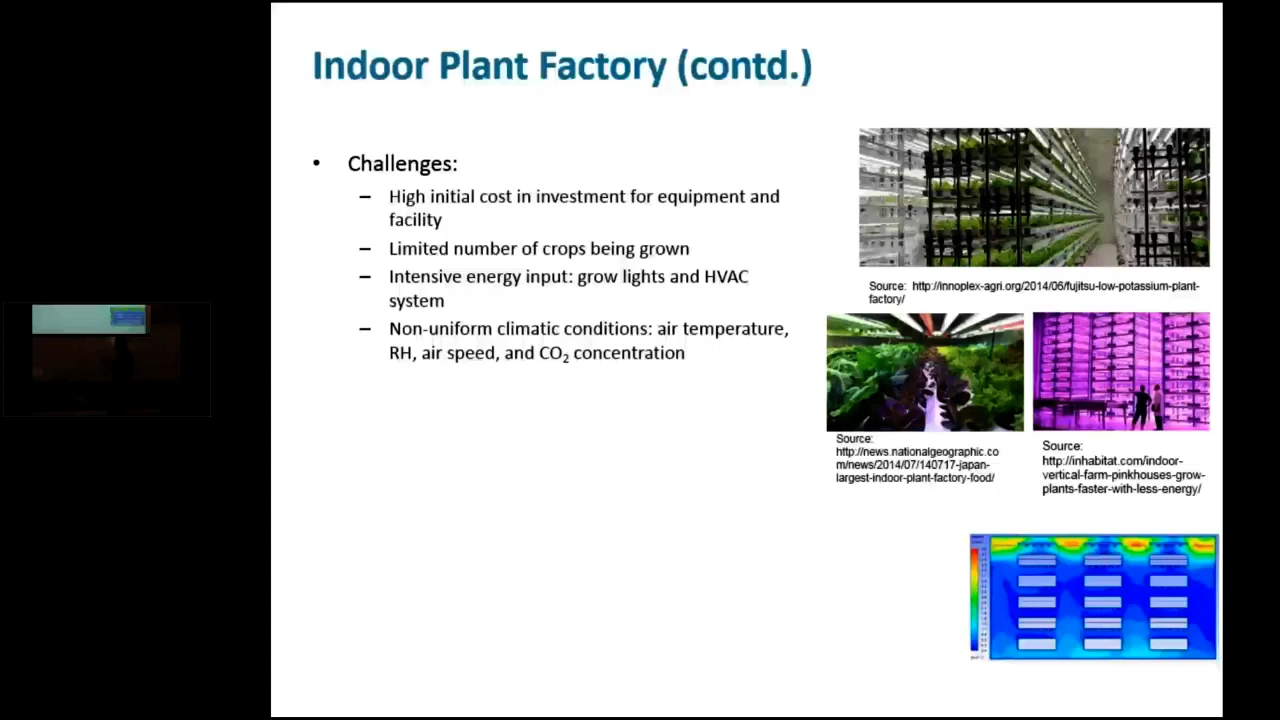 Indoor Plant Factory (contd.)
• Challenges:
– High initial cost in investment for equipment and
facility
– Limited number of crops being grown
– Intensive energy input: grow lights and HVAC
system
– Non-uniform climatic conditions: air temperature,
RH, air speed, and CO₂ concentration
Source: http://innoplex-agri.org/2014/06/fujitsu-low-potassium-plant-
factory/
Source:
http://news.nationalgeographic.co
m/news/2014/07/140717-japan-
largest-indoor-plant-factory-food/
Source:
http://inhabitat.com/indoor-
vertical-farm-pinkhouses-grow-
plants-faster-with-less-energy/